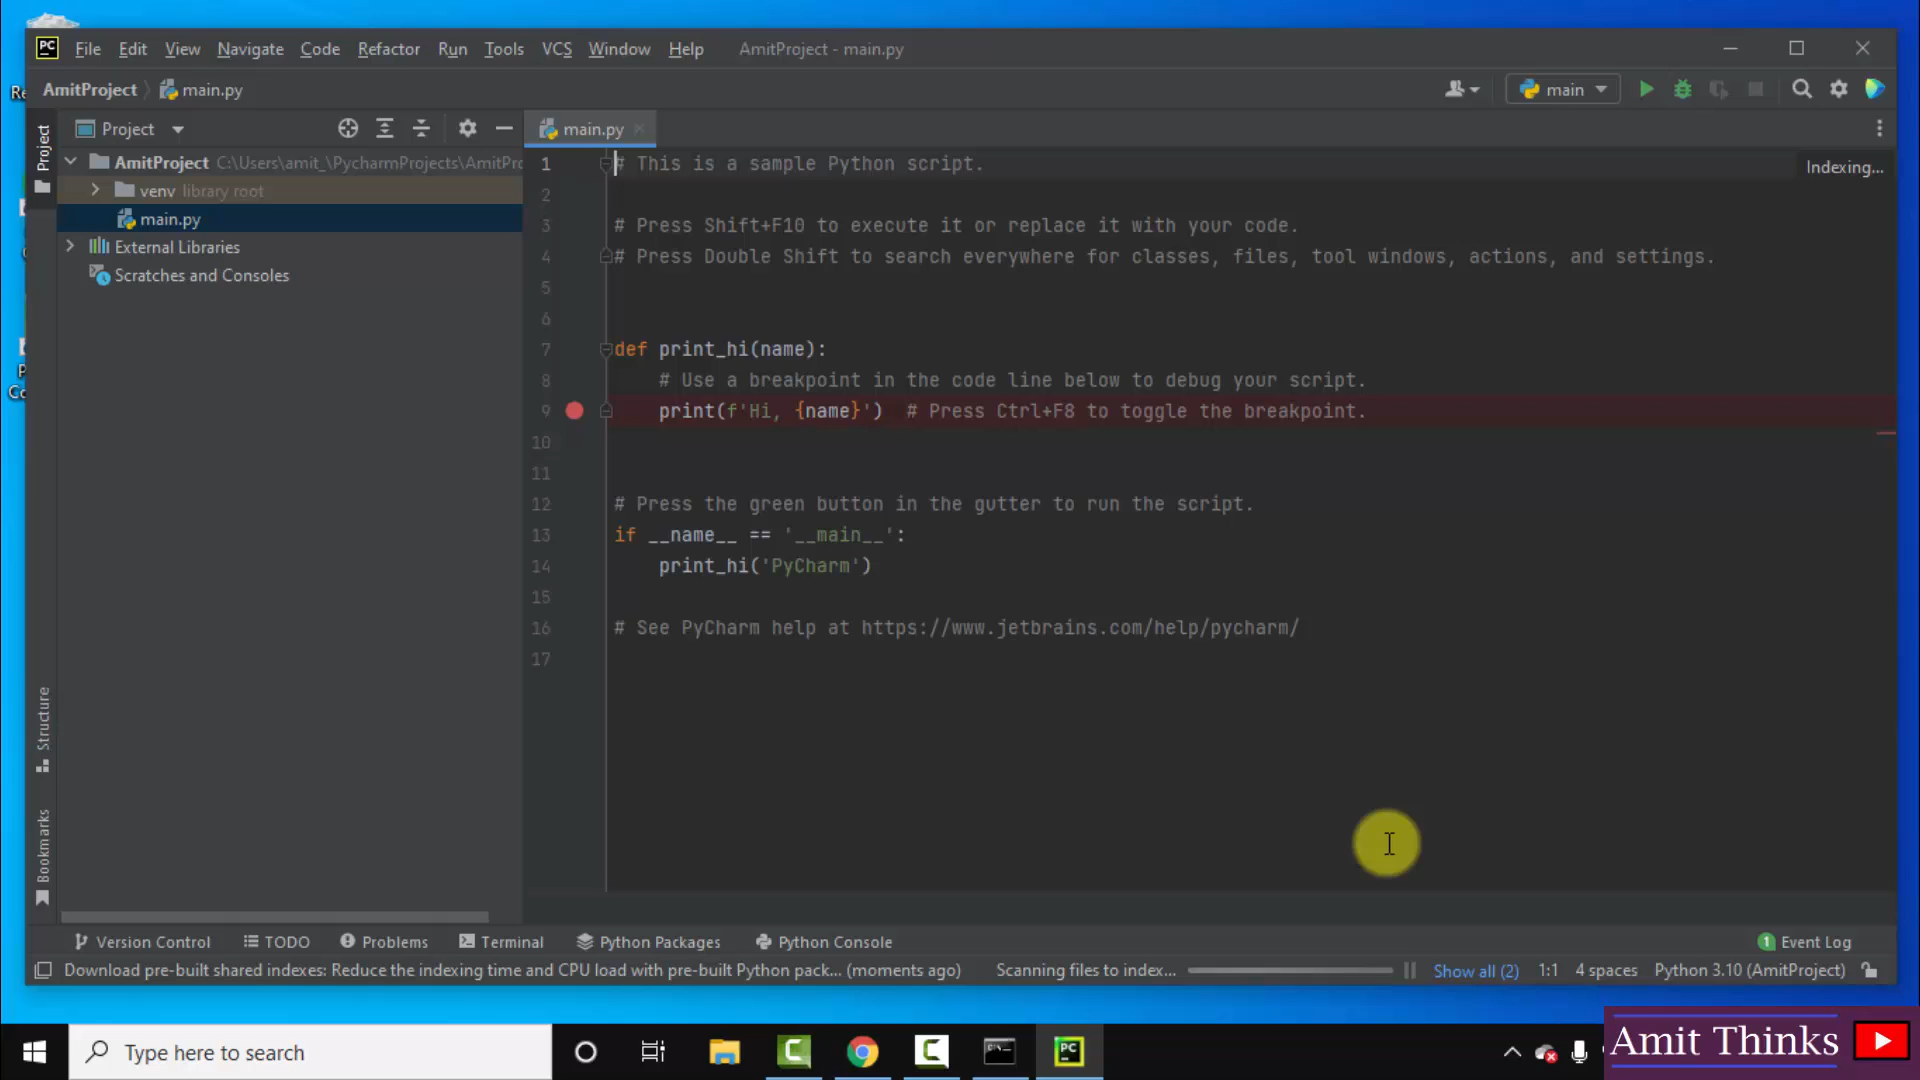 PC File Edit View Navigate Code Refactor Run Tools VCS Window Help AmitProject - main.py
AmitProject main.py
main
Project
Project
main.py
AmitProject C:\Users\amit_\PycharmProjects\AmitPro
venv library root
main.py
External Libraries
Scratches and Consoles
Indexing...
1 # This is a sample Python script.
2
3 # Press Shift+F10 to execute it or replace it with your code.
4 # Press Double Shift to search everywhere for classes, files, tool windows, actions, and settings.
5
6
7 def print_hi(name):
8 # Use a breakpoint in the code line below to debug your script.
9 print(f'Hi, {name}') # Press Ctrl+F8 to toggle the breakpoint.
10
11
12 # Press the green button in the gutter to run the script.
13 if __name__ == '__main__':
14 print_hi('PyCharm')
15
16 # See PyCharm help at https://www.jetbrains.com/help/pycharm/
17
Structure
Bookmarks
Version Control TODO Problems Terminal Python Packages Python Console 1 Event Log
Download pre-built shared indexes: Reduce the indexing time and CPU load with pre-built Python pack... (moments ago) Scanning files to index... Show all (2) 1:1 4 spaces Python 3.10 (AmitProject)
Type here to search
PC
Amit Thinks